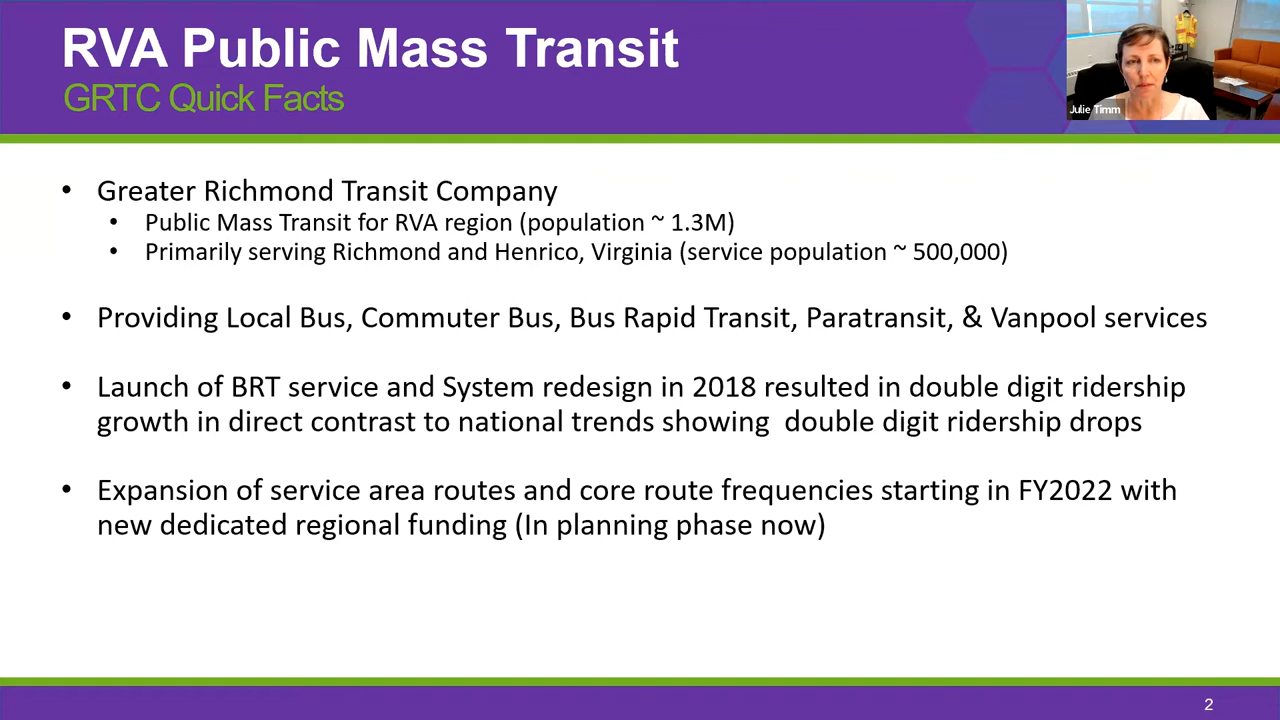 RVA Public Mass Transit
GRTC Quick Facts
Julie Timm
• Greater Richmond Transit Company
• Public Mass Transit for RVA region (population ~ 1.3M)
• Primarily serving Richmond and Henrico, Virginia (service population ~ 500,000)
• Providing Local Bus, Commuter Bus, Bus Rapid Transit, Paratransit, & Vanpool services
• Launch of BRT service and System redesign in 2018 resulted in double digit ridership
growth in direct contrast to national trends showing  double digit ridership drops
• Expansion of service area routes and core route frequencies starting in FY2022 with
new dedicated regional funding (In planning phase now)
2